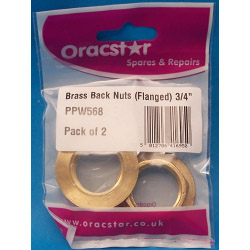 Oracstar
Spares & Repairs
Brass Back Nuts (Flanged) 3/4"
PPW568
Pack of 2
www.oracstar.co.uk